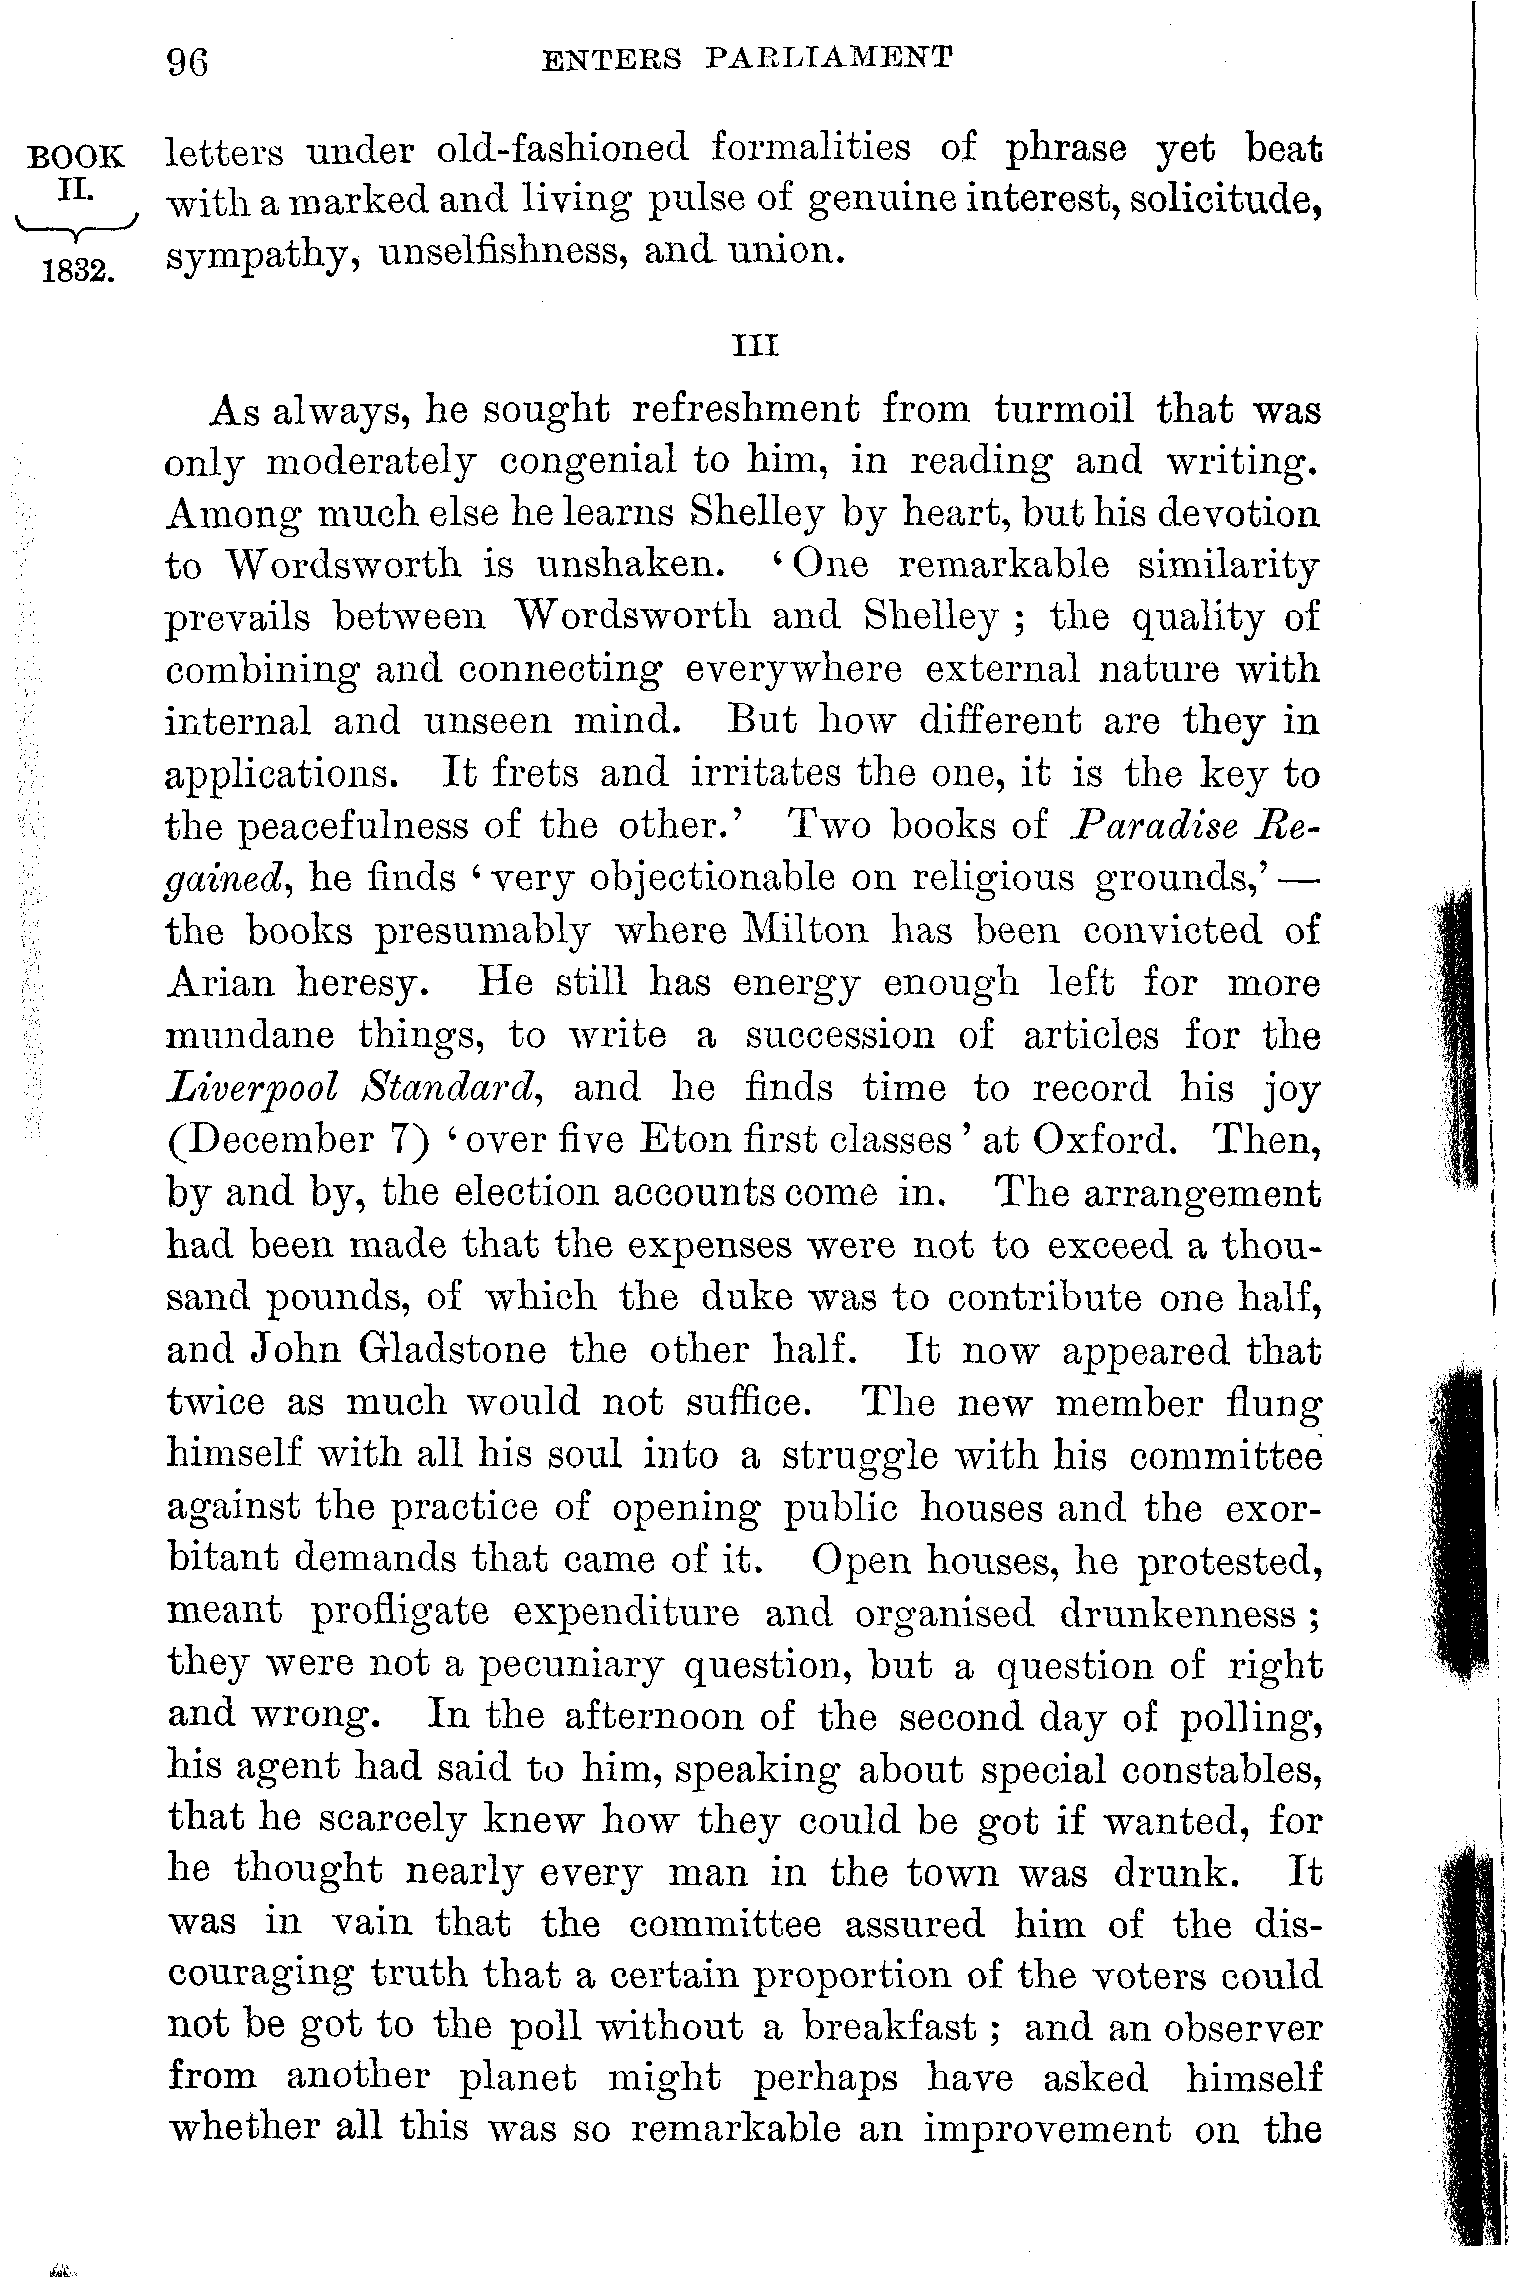 96 ENTERS PARLIAMENT
BOOK
II.
1832.
letters under old-fashioned formalities of phrase yet beat
with a marked and living pulse of genuine interest, solicitude,
sympathy, unselfishness, and union.
III
As always, he sought refreshment from turmoil that was
only moderately congenial to him, in reading and writing.
Among much else he learns Shelley by heart, but his devotion
to Wordsworth is unshaken. ‘One remarkable similarity
prevails between Wordsworth and Shelley; the quality of
combining and connecting everywhere external nature with
internal and unseen mind. But how different are they in
applications. It frets and irritates the one, it is the key to
the peacefulness of the other.’ Two books of Paradise Re-
gained, he finds ‘very objectionable on religious grounds,’—
the books presumably where Milton has been convicted of
Arian heresy. He still has energy enough left for more
mundane things, to write a succession of articles for the
Liverpool Standard, and he finds time to record his joy
(December 7) ‘over five Eton first classes’ at Oxford. Then,
by and by, the election accounts come in. The arrangement
had been made that the expenses were not to exceed a thou-
sand pounds, of which the duke was to contribute one half,
and John Gladstone the other half. It now appeared that
twice as much would not suffice. The new member flung
himself with all his soul into a struggle with his committee
against the practice of opening public houses and the exor-
bitant demands that came of it. Open houses, he protested,
meant profligate expenditure and organised drunkenness;
they were not a pecuniary question, but a question of right
and wrong. In the afternoon of the second day of polling,
his agent had said to him, speaking about special constables,
that he scarcely knew how they could be got if wanted, for
he thought nearly every man in the town was drunk. It
was in vain that the committee assured him of the dis-
couraging truth that a certain proportion of the voters could
not be got to the poll without a breakfast; and an observer
from another planet might perhaps have asked himself
whether all this was so remarkable an improvement on the